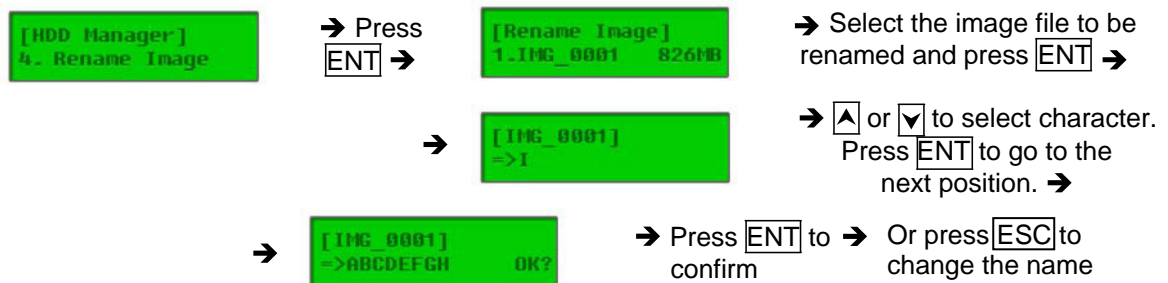 [HDD Manager]
4. Rename Image
➔ Press
ENT ➔
[Rename Image]
1.IMG_0001 826MB
➔ Select the image file to be
renamed and press ENT ➔
➔
[IMG_0001]
=>I
➔ ⮝ or ⮟ to select character.
Press ENT to go to the
next position. ➔
➔
[IMG_0001]
=>ABCDEFGH OK?
➔ Press ENT to ➔
confirm
Or press ESC to
change the name